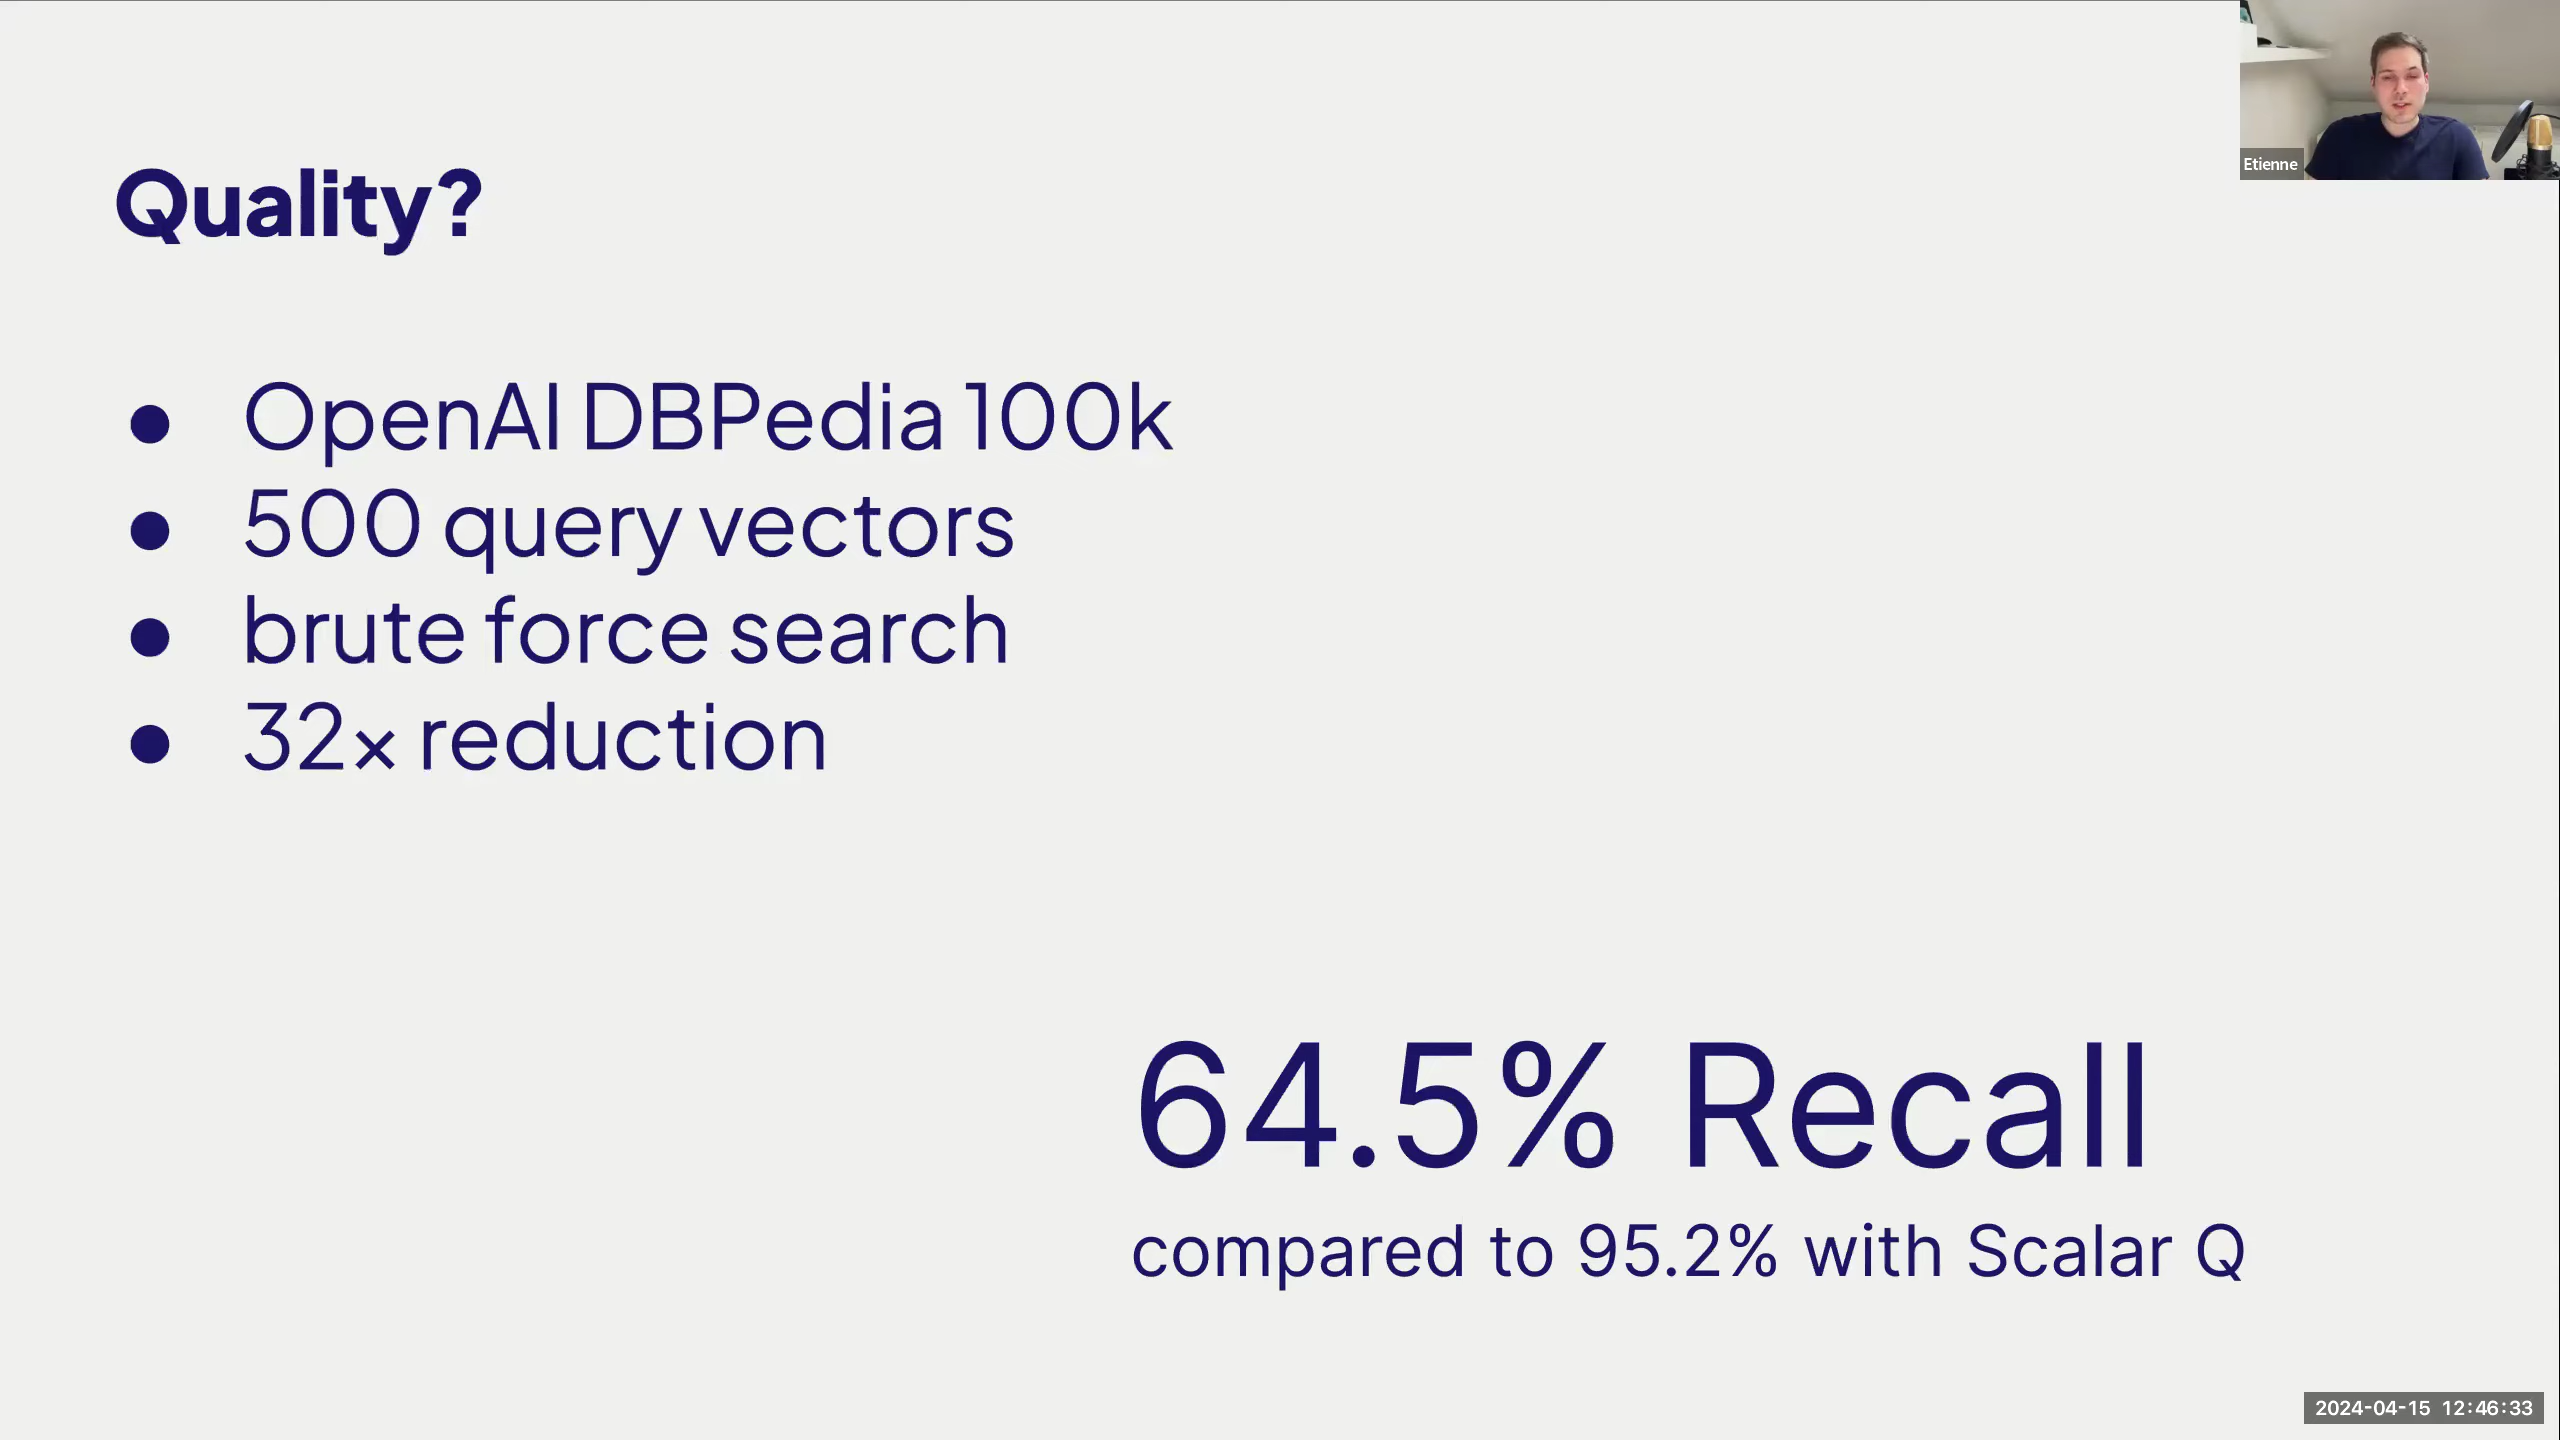 Quality?
OpenAI DBPedia 100k
500 query vectors
brute force search
32× reduction
64.5% Recall
compared to 95.2% with Scalar Q
Etienne
2024-04-15 12:46:33